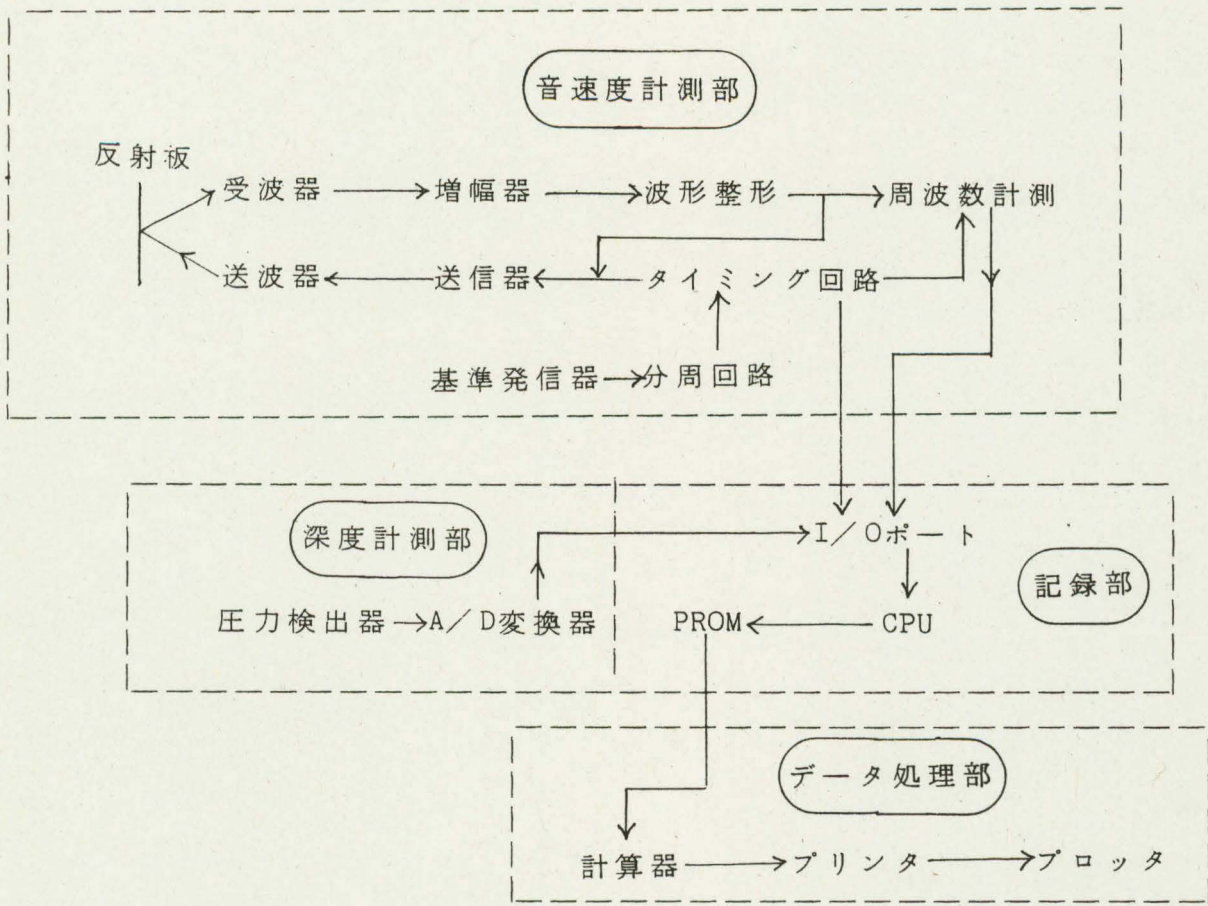 音速度計測部
反射板
受波器 増幅器 波形整形 周波数計測
送波器 送信器 タイミング回路
基準発信器 分周回路
深度計測部 I/Oポート
記録部
圧力検出器 A/D変換器 PROM CPU
データ処理部
計算器 プリンタ プロッタ